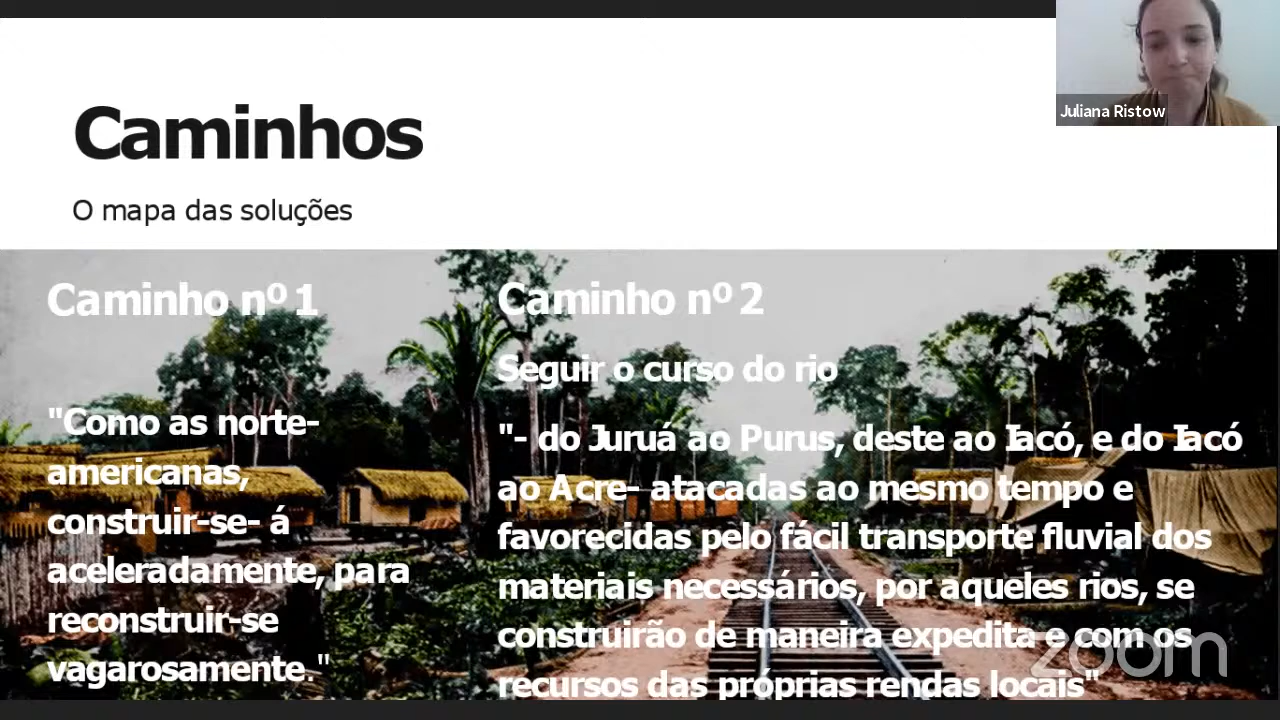 Juliana Ristow
Caminhos
O mapa das soluções
Caminho nº 1
"Como as norte-
americanas,
construir-se- á
aceleradamente, para
reconstruir-se
vagarosamente."
Caminho nº 2
Seguir o curso do rio
"- do Juruá ao Purus, deste ao Iacó, e do Iacó
ao Acre- atacadas ao mesmo tempo e
favorecidas pelo fácil transporte fluvial dos
materiais necessários, por aqueles rios, se
construirão de maneira expedita e com os
recursos das próprias rendas locais"
zoom